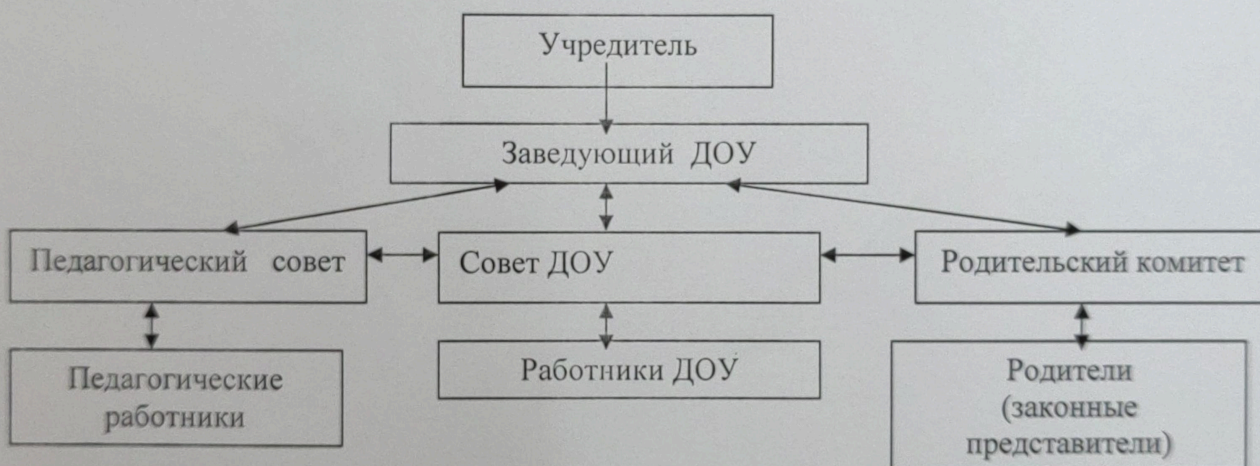 Учредитель
Заведующий ДОУ
Педагогический совет
Совет ДОУ
Родительский комитет
Педагогические
работники
Работники ДОУ
Родители
(законные
представители)